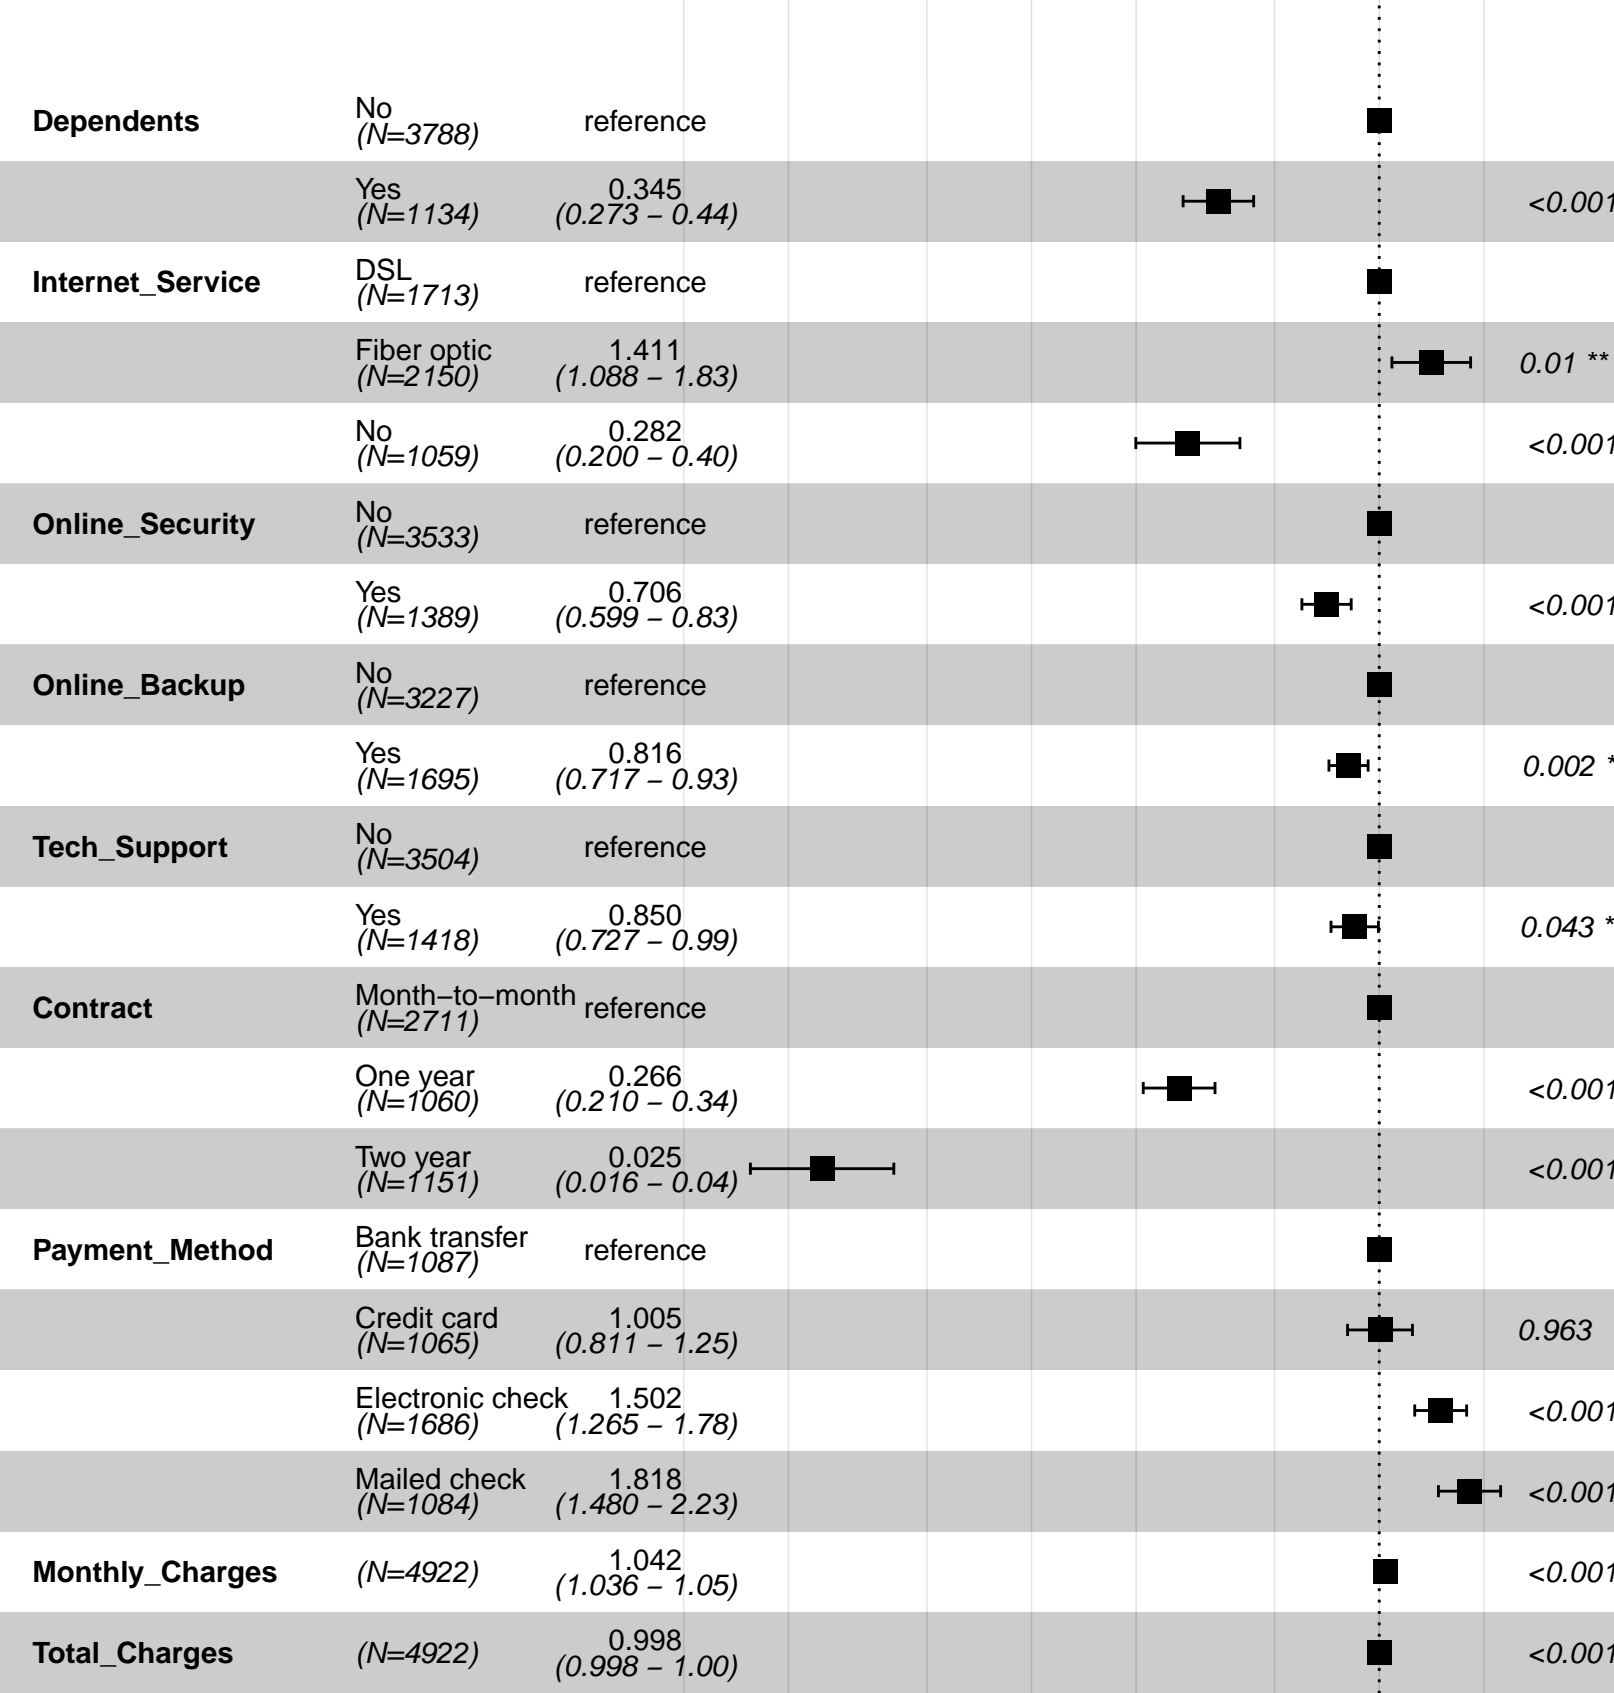 No
Dependents reference
(N=3788)
Yes 0.345
(N=1134) (0.273 – 0.44) <0.001
DSL
Internet_Service reference
(N=1713)
Fiber optic 1.411
(N=2150) (1.088 – 1.83) 0.01 **
No 0.282
(N=1059) (0.200 – 0.40) <0.001
No
Online_Security reference
(N=3533)
Yes 0.706
(N=1389) (0.599 – 0.83) <0.001
No
Online_Backup reference
(N=3227)
Yes 0.816
(N=1695) (0.717 – 0.93) 0.002 *
No
Tech_Support reference
(N=3504)
Yes 0.850
(N=1418) (0.727 – 0.99) 0.043 *
Month–to–month
Contract reference
(N=2711)
One year 0.266
(N=1060) (0.210 – 0.34) <0.001
Two year 0.025
(N=1151) (0.016 – 0.04) <0.001
Bank transfer
Payment_Method reference
(N=1087)
Credit card 1.005
(N=1065) (0.811 – 1.25) 0.963
Electronic check 1.502
(N=1686) (1.265 – 1.78) <0.001
Mailed check 1.818
(N=1084) (1.480 – 2.23) <0.001
1.042
Monthly_Charges (N=4922) (1.036 – 1.05) <0.001
0.998
Total_Charges (N=4922) (0.998 – 1.00) <0.001